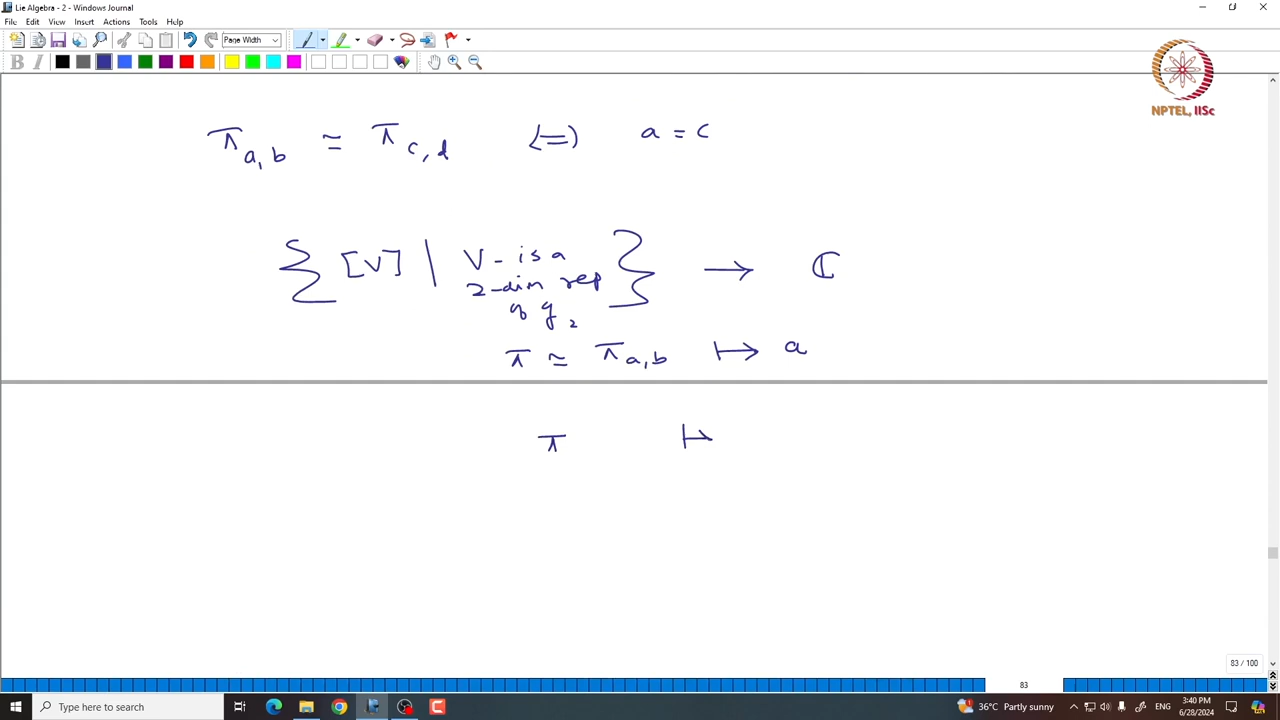 Lie Algebra - 2 - Windows Journal
File Edit View Insert Actions Tools Help
Page Width
B I
NPTEL, IISc
π_{a,b} ≃ π_{c,d} ⟺ a = c
{ [V] | V - is a 2-dim rep of g_2 } → ℂ
π ≃ π_{a,b} ↦ a
π ↦
83 / 100
83
Type here to search
36°C Partly sunny
3:40 PM
6/28/2024